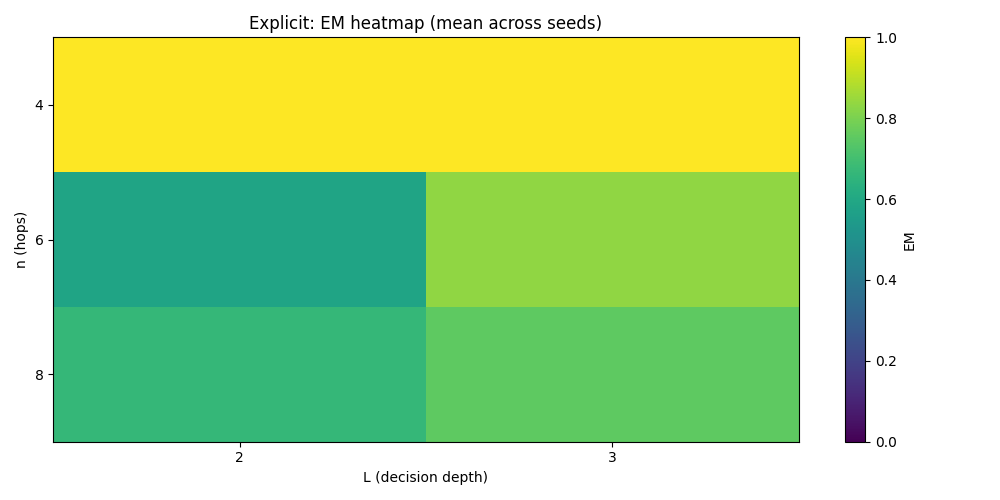 Explicit: EM heatmap (mean across seeds)
n (hops)
4
6
8
2
3
L (decision depth)
1.0
0.8
0.6
0.4
0.2
0.0
EM